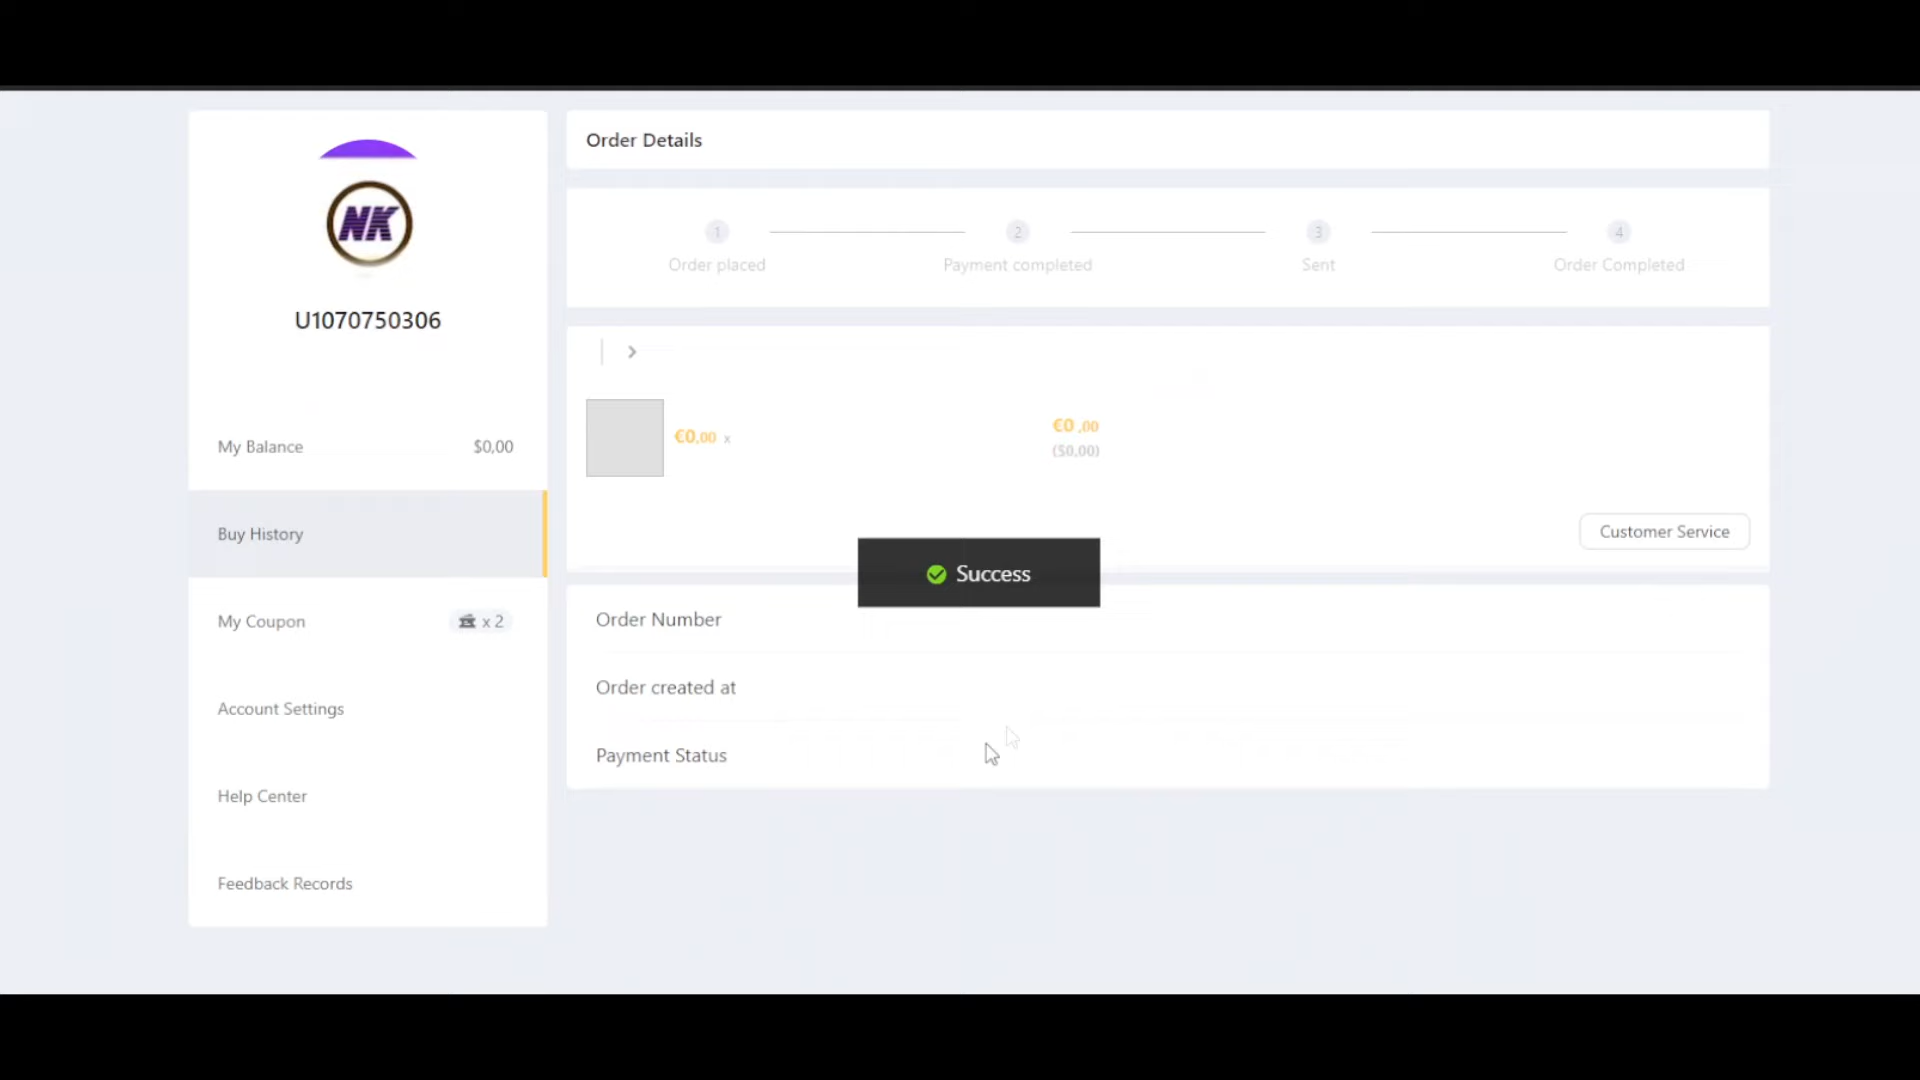 NK
U1070750306
My Balance $0,00
Buy History
My Coupon x 2
Account Settings
Help Center
Feedback Records
Order Details
1 2 3 4
Order placed Payment completed Sent Order Completed
€0,00 x €0 ,00
($0,00)
Customer Service
Success
Order Number
Order created at
Payment Status